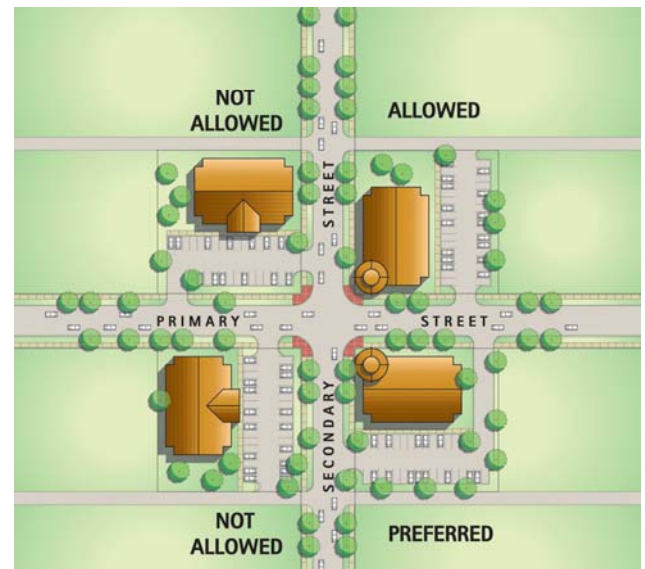 NOT
ALLOWED
ALLOWED
STREET
PRIMARY STREET
SECONDARY
NOT
ALLOWED
PREFERRED